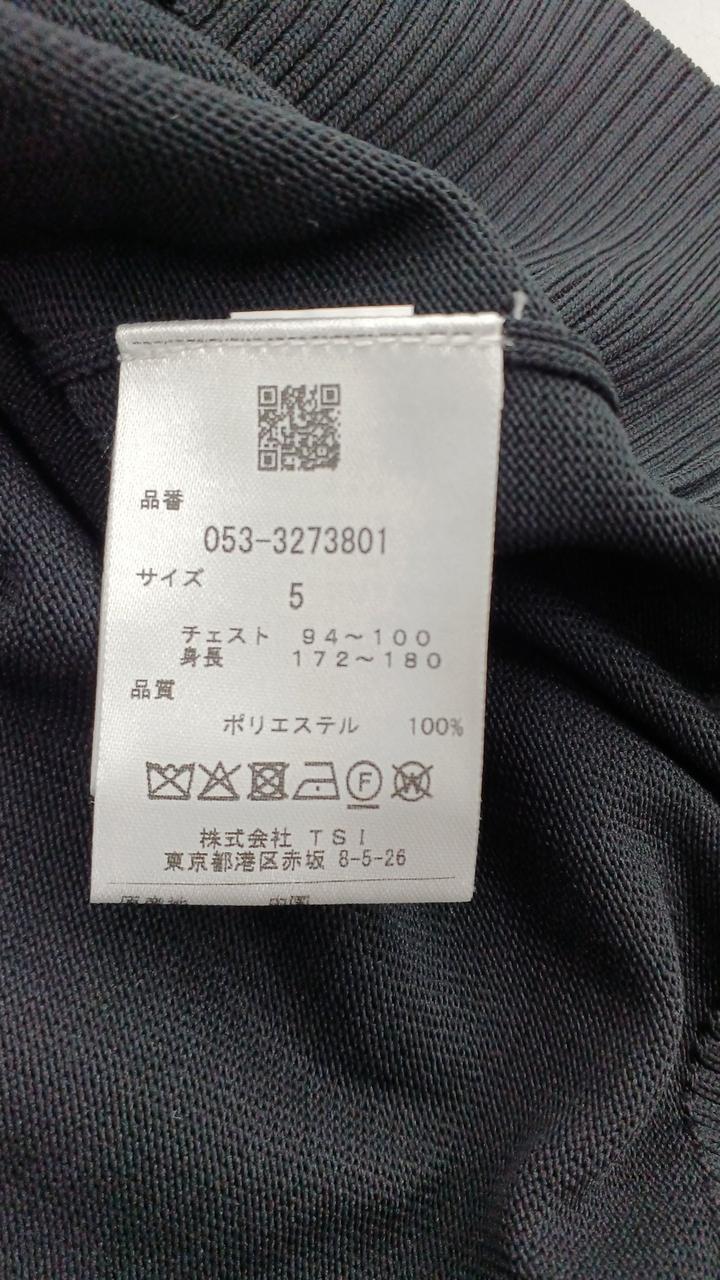 品番
053-3273801
サイズ
5
チェスト 94～100
身長 172～180
品質
ポリエステル 100%
F
W
株式会社 TSI
東京都港区赤坂 8-5-26